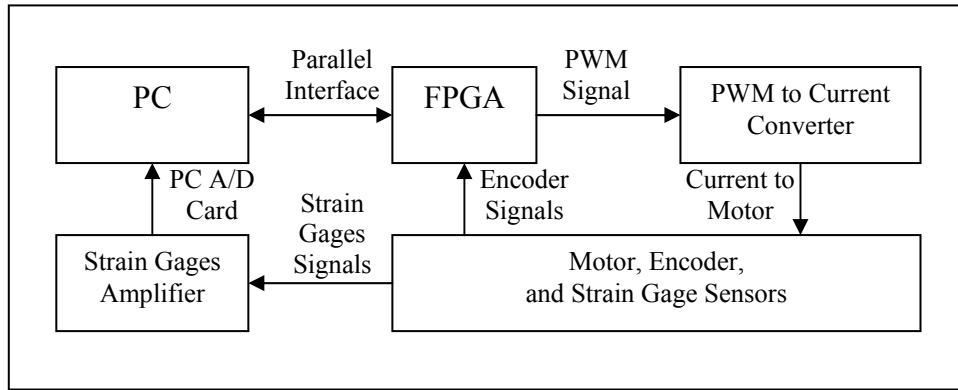 PC
Parallel
Interface
FPGA
PWM
Signal
PWM to Current
Converter
PC A/D
Card
Strain
Gages
Signals
Encoder
Signals
Current to
Motor
Strain Gages
Amplifier
Motor, Encoder,
and Strain Gage Sensors